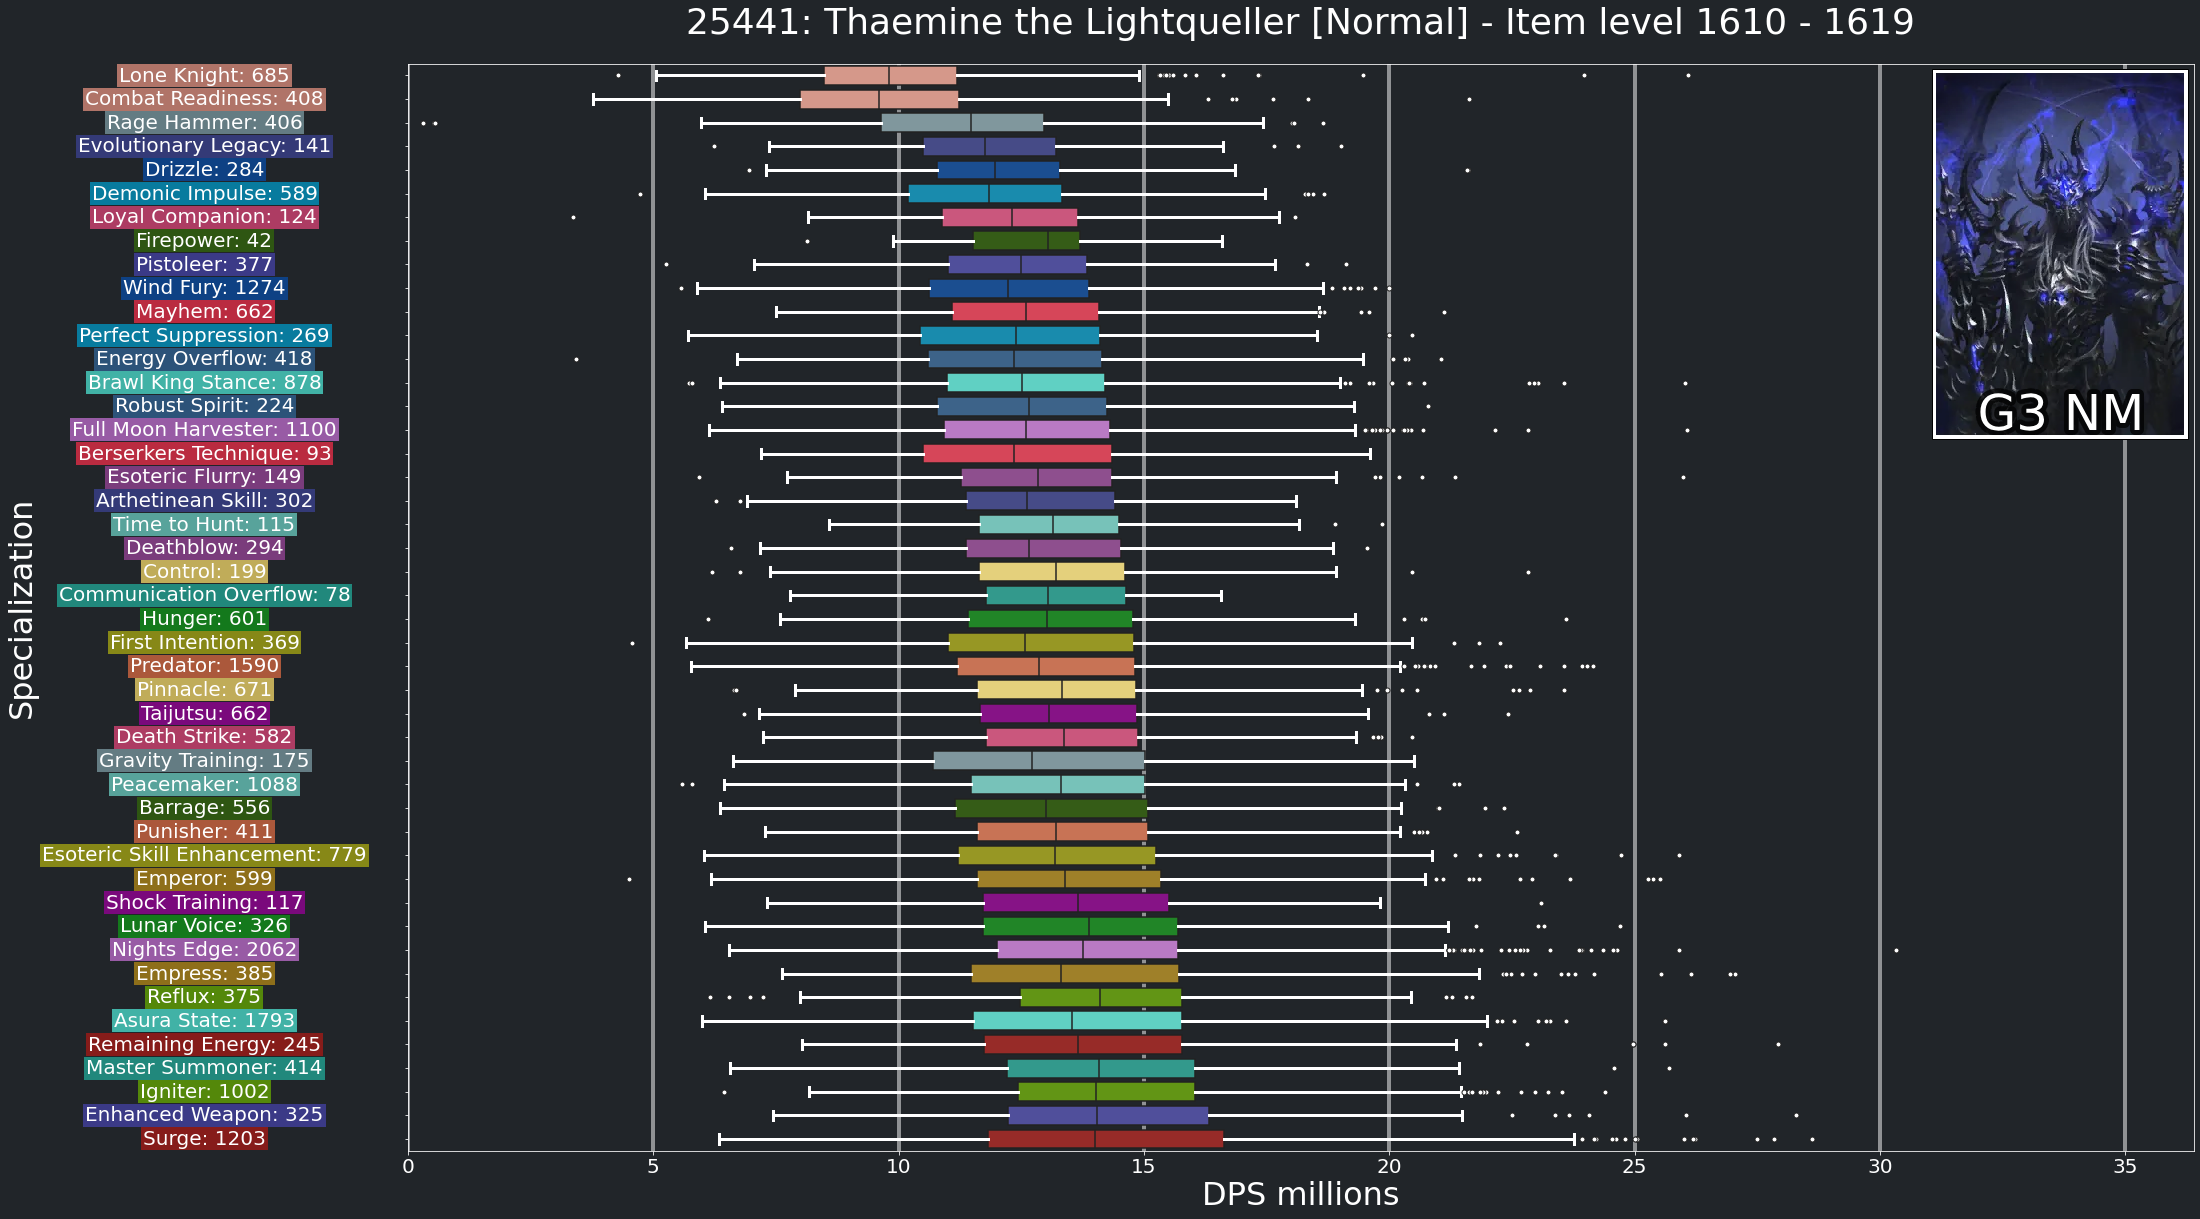 25441: Thaemine the Lightqueller [Normal] - Item level 1610 - 1619
Specialization
Lone Knight: 685
Combat Readiness: 408
Rage Hammer: 406
Evolutionary Legacy: 141
Drizzle: 284
Demonic Impulse: 589
Loyal Companion: 124
Firepower: 42
Pistoleer: 377
Wind Fury: 1274
Mayhem: 662
Perfect Suppression: 269
Energy Overflow: 418
Brawl King Stance: 878
Robust Spirit: 224
Full Moon Harvester: 1100
Berserkers Technique: 93
Esoteric Flurry: 149
Arthetinean Skill: 302
Time to Hunt: 115
Deathblow: 294
Control: 199
Communication Overflow: 78
Hunger: 601
First Intention: 369
Predator: 1590
Pinnacle: 671
Taijutsu: 662
Death Strike: 582
Gravity Training: 175
Peacemaker: 1088
Barrage: 556
Punisher: 411
Esoteric Skill Enhancement: 779
Emperor: 599
Shock Training: 117
Lunar Voice: 326
Nights Edge: 2062
Empress: 385
Reflux: 375
Asura State: 1793
Remaining Energy: 245
Master Summoner: 414
Igniter: 1002
Enhanced Weapon: 325
Surge: 1203
G3 NM
0 5 10 15 20 25 30 35
DPS millions